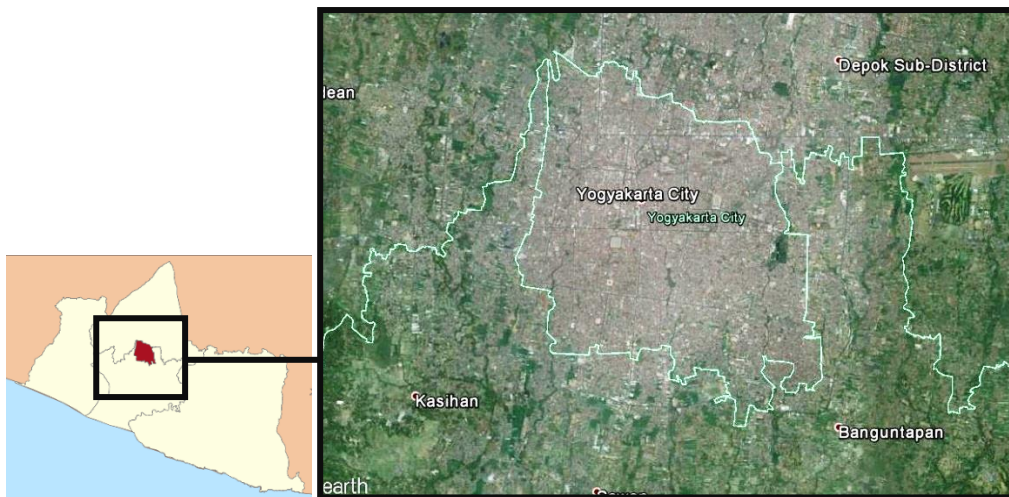 Depok Sub-District
lean
Yogyakarta City
Yogyakarta City
Kasihan
Banguntapan
earth